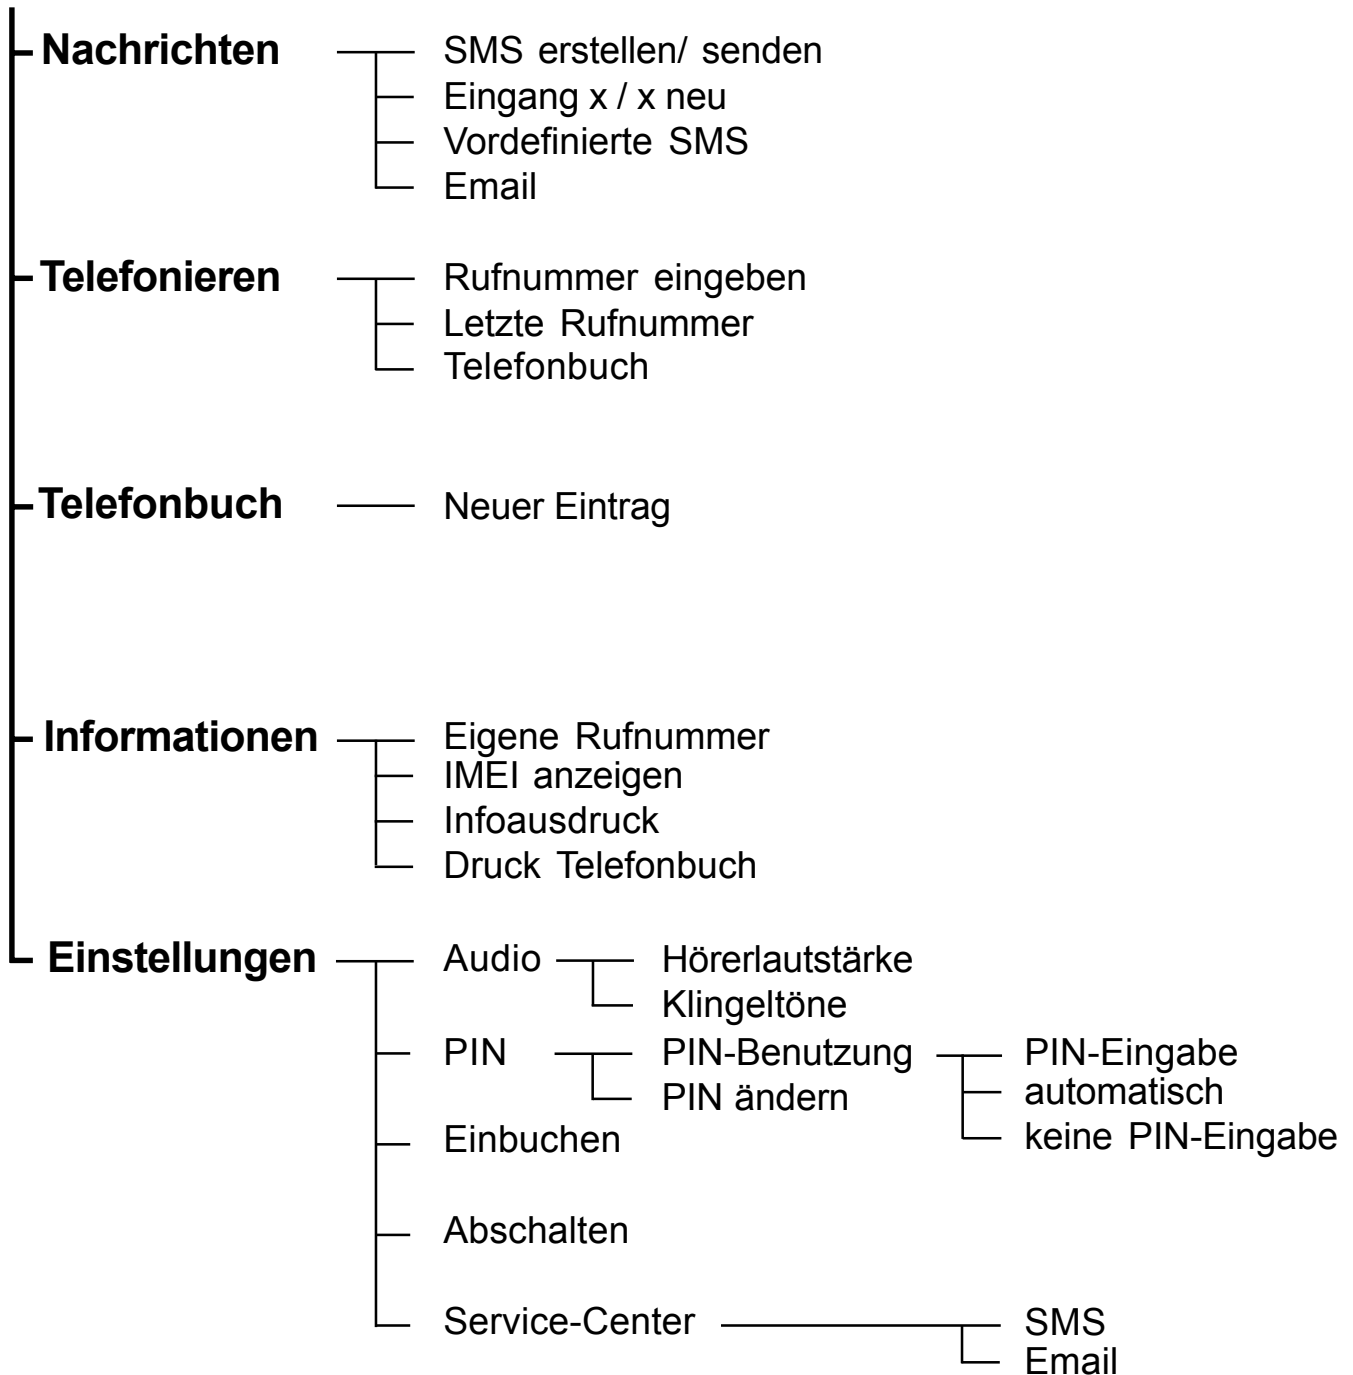 Nachrichten SMS erstellen/ senden
Eingang x / x neu
Vordefinierte SMS
Email
Telefonieren Rufnummer eingeben
Letzte Rufnummer
Telefonbuch
Telefonbuch Neuer Eintrag
Informationen Eigene Rufnummer
IMEI anzeigen
Infoausdruck
Druck Telefonbuch
Einstellungen Audio Hörerlautstärke
Klingeltöne
PIN PIN-Benutzung PIN-Eingabe
PIN ändern automatisch
Einbuchen keine PIN-Eingabe
Abschalten
Service-Center SMS
Email